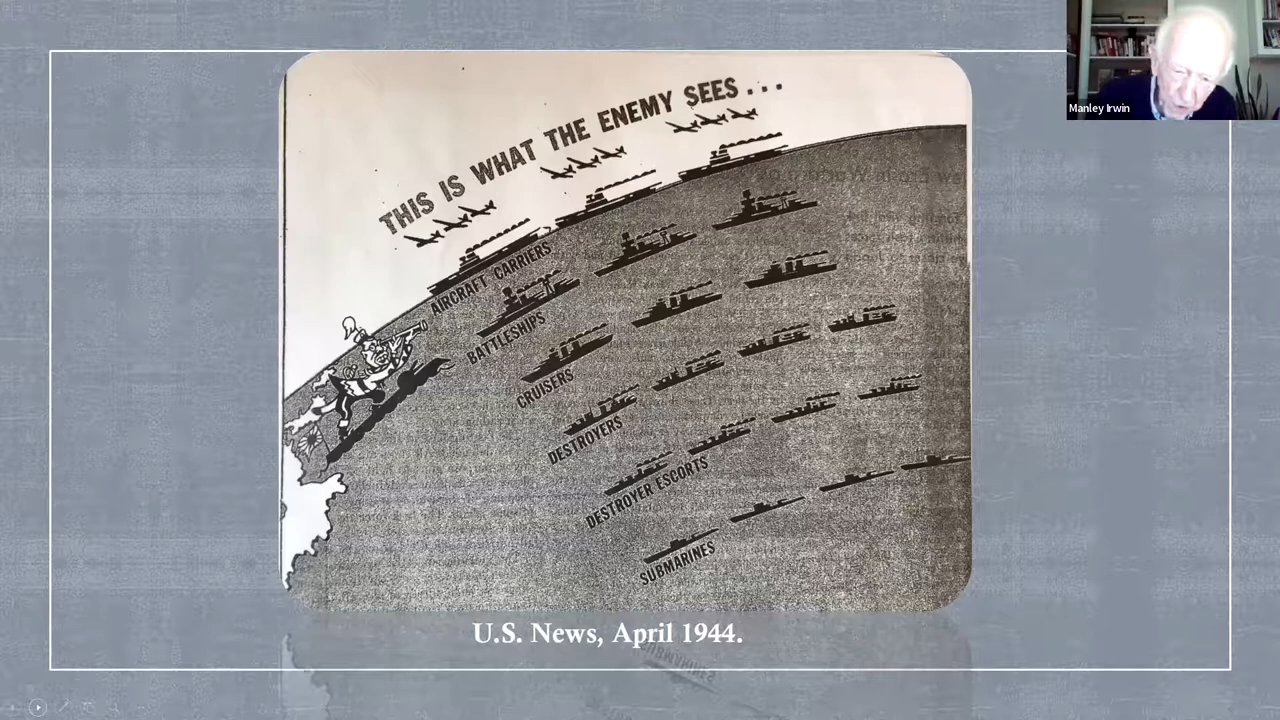 THIS IS WHAT THE ENEMY SEES...
AIRCRAFT CARRIERS
BATTLESHIPS
CRUISERS
DESTROYERS
DESTROYER ESCORTS
SUBMARINES
U.S. News, April 1944.
Manley Irwin